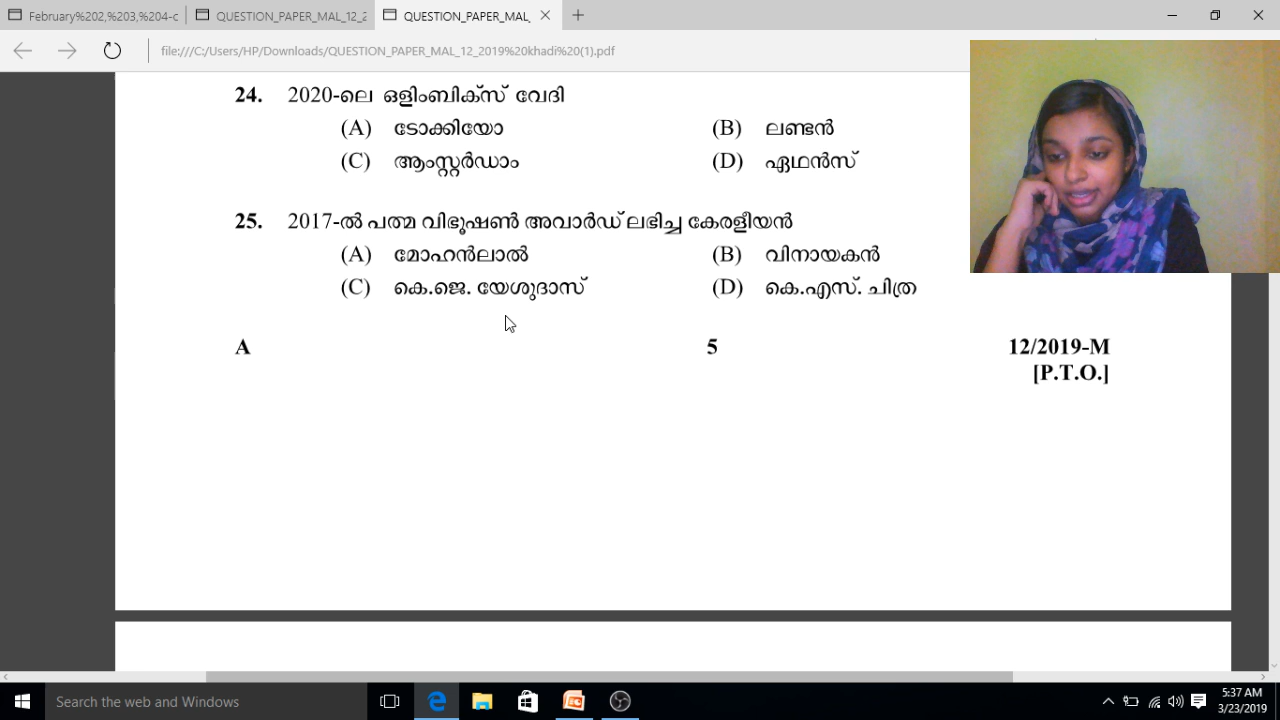 February%202,%203,%204-c
QUESTION_PAPER_MAL_12_2
QUESTION_PAPER_MAL_
file:///C:/Users/HP/Downloads/QUESTION_PAPER_MAL_12_2019%20khadi%20(1).pdf
24. 2020-ലെ ഒളിംബിക്സ് വേദി
(A) ടോക്കിയോ (B) ലണ്ടൻ
(C) ആംസ്റ്റർഡാം (D) ഏഥൻസ്
25. 2017-ൽ പത്മ വിഭൂഷൺ അവാർഡ് ലഭിച്ച കേരളീയൻ
(A) മോഹൻലാൽ (B) വിനായകൻ
(C) കെ.ജെ. യേശുദാസ് (D) കെ.എസ്. ചിത്ര
A 5 12/2019-M
[P.T.O.]
Search the web and Windows
5:37 AM
3/23/2019